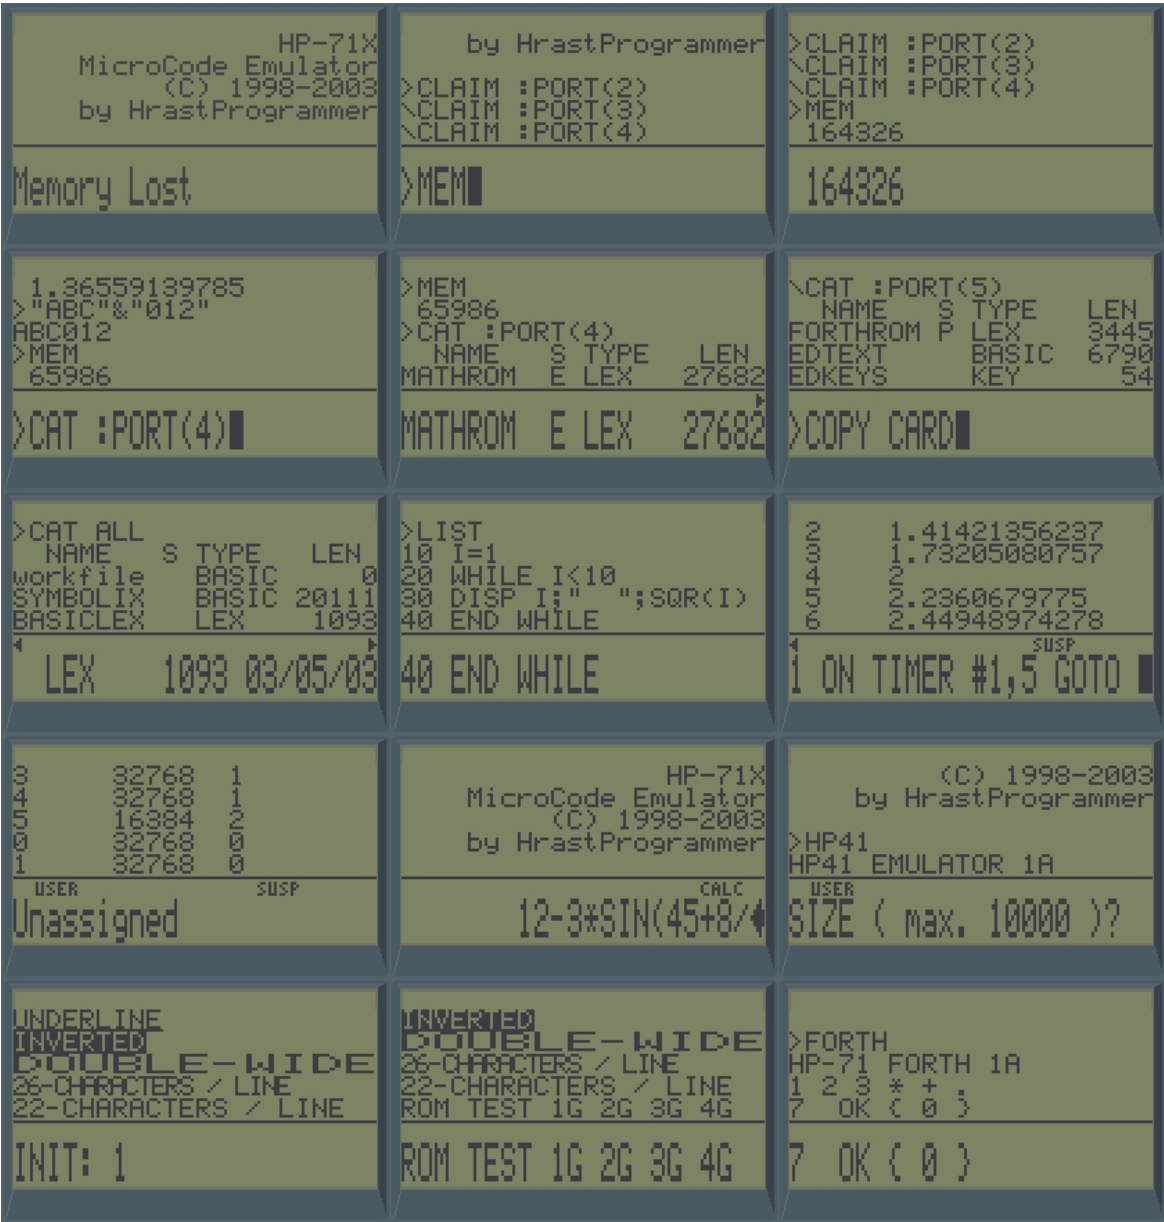 HP-71X
MicroCode Emulator
(C) 1998-2003
by HrastProgrammer
Memory Lost
by HrastProgrammer
>CLAIM :PORT(2)
\CLAIM :PORT(3)
\CLAIM :PORT(4)
>MEM
>CLAIM :PORT(2)
\CLAIM :PORT(3)
\CLAIM :PORT(4)
>MEM
164326
164326
1.36559139785
>"ABC"&"012"
ABC012
>MEM
65986
>CAT :PORT(4)
>MEM
65986
>CAT :PORT(4)
NAME S TYPE LEN
MATHROM E LEX 27682
MATHROM E LEX 27682
\CAT :PORT(5)
NAME S TYPE LEN
FORTHROM P LEX 3445
EDTEXT BASIC 6790
EDKEYS KEY 54
>COPY CARD
>CAT ALL
NAME S TYPE LEN
workfile BASIC 0
SYMBOLIX BASIC 20111
BASICLEX LEX 1093
LEX 1093 03/05/03
>LIST
10 I=1
20 WHILE I<10
30 DISP I;" ";SQR(I)
40 END WHILE
40 END WHILE
2 1.41421356237
3 1.73205080757
4 2
5 2.2360679775
6 2.44948974278
SUSP
1 ON TIMER #1,5 GOTO
3 32768 1
4 32768 1
5 16384 2
0 32768 0
1 32768 0
USER SUSP
Unassigned
HP-71X
MicroCode Emulator
(C) 1998-2003
by HrastProgrammer
CALC
12-3*SIN(45+8/
(C) 1998-2003
by HrastProgrammer
>HP41
HP41 EMULATOR 1A
USER
SIZE ( max. 10000 )?
UNDERLINE
INVERTED
DOUBLE-WIDE
26-CHARACTERS / LINE
22-CHARACTERS / LINE
INIT: 1
INVERTED
DOUBLE-WIDE
26-CHARACTERS / LINE
22-CHARACTERS / LINE
ROM TEST 1G 2G 3G 4G
ROM TEST 1G 2G 3G 4G
>FORTH
HP-71 FORTH 1A
1 2 3 * + .
7 OK { 0 }
7 OK { 0 }